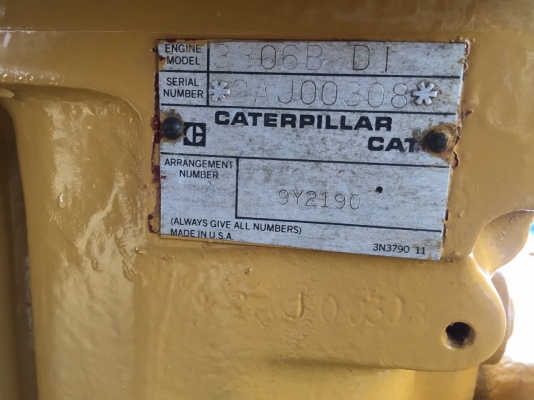 ENGINE MODEL 3306B DI
SERIAL NUMBER *9AJ00308*
C CATERPILLAR
CAT
ARRANGEMENT NUMBER 9Y2190
(ALWAYS GIVE ALL NUMBERS)
MADE IN U.S.A.
3N3790 11
AJ00308